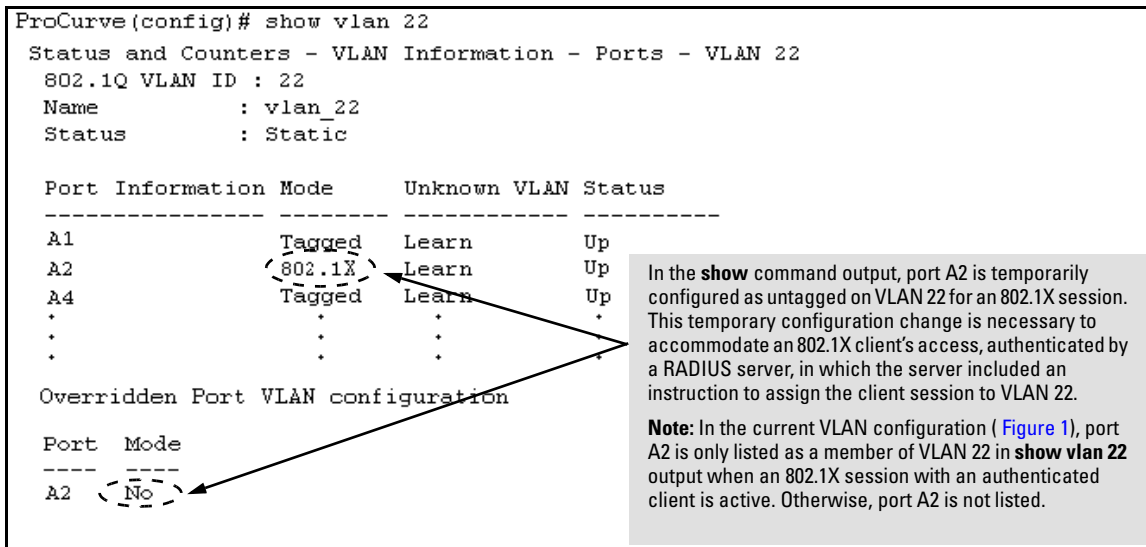 ProCurve(config)# show vlan 22
Status and Counters - VLAN Information - Ports - VLAN 22
802.1Q VLAN ID : 22
Name : vlan_22
Status : Static
Port Information Mode Unknown VLAN Status
---------------- -------- ------------ ----------
A1 Tagged Learn Up
A2 802.1X Learn Up
A4 Tagged Learn Up
Overridden Port VLAN configuration
Port Mode
---- ----
A2 No
In the show command output, port A2 is temporarily
configured as untagged on VLAN 22 for an 802.1X session.
This temporary configuration change is necessary to
accommodate an 802.1X client's access, authenticated by
a RADIUS server, in which the server included an
instruction to assign the client session to VLAN 22.
Note: In the current VLAN configuration ( Figure 1), port
A2 is only listed as a member of VLAN 22 in show vlan 22
output when an 802.1X session with an authenticated
client is active. Otherwise, port A2 is not listed.